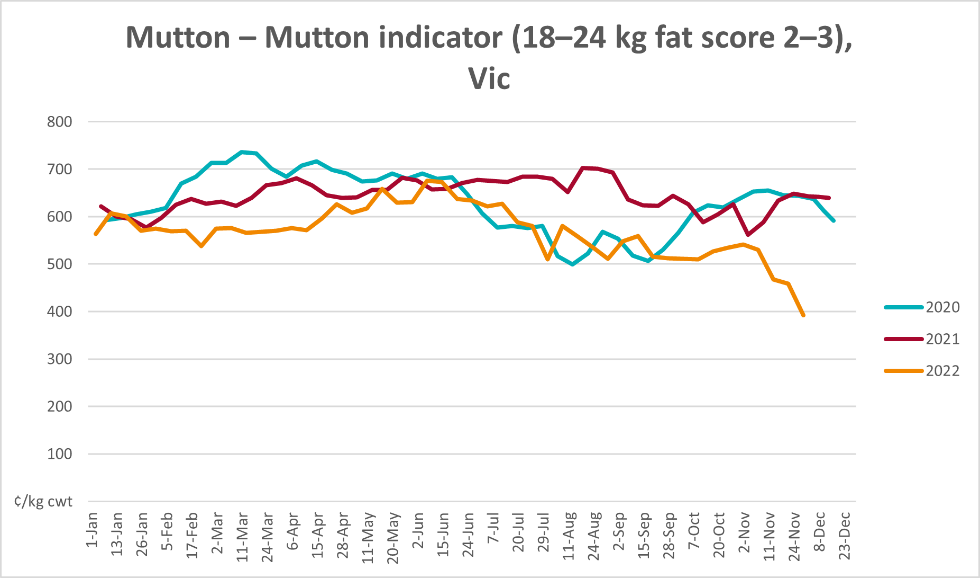 Mutton – Mutton indicator (18–24 kg fat score 2–3),
Vic
800
700
600
500
400
300
200
100
¢/kg cwt
1-Jan
13-Jan
26-Jan
5-Feb
17-Feb
2-Mar
11-Mar
24-Mar
6-Apr
15-Apr
28-Apr
11-May
20-May
2-Jun
15-Jun
24-Jun
7-Jul
20-Jul
29-Jul
11-Aug
24-Aug
2-Sep
15-Sep
28-Sep
7-Oct
20-Oct
2-Nov
11-Nov
24-Nov
8-Dec
23-Dec
2020
2021
2022